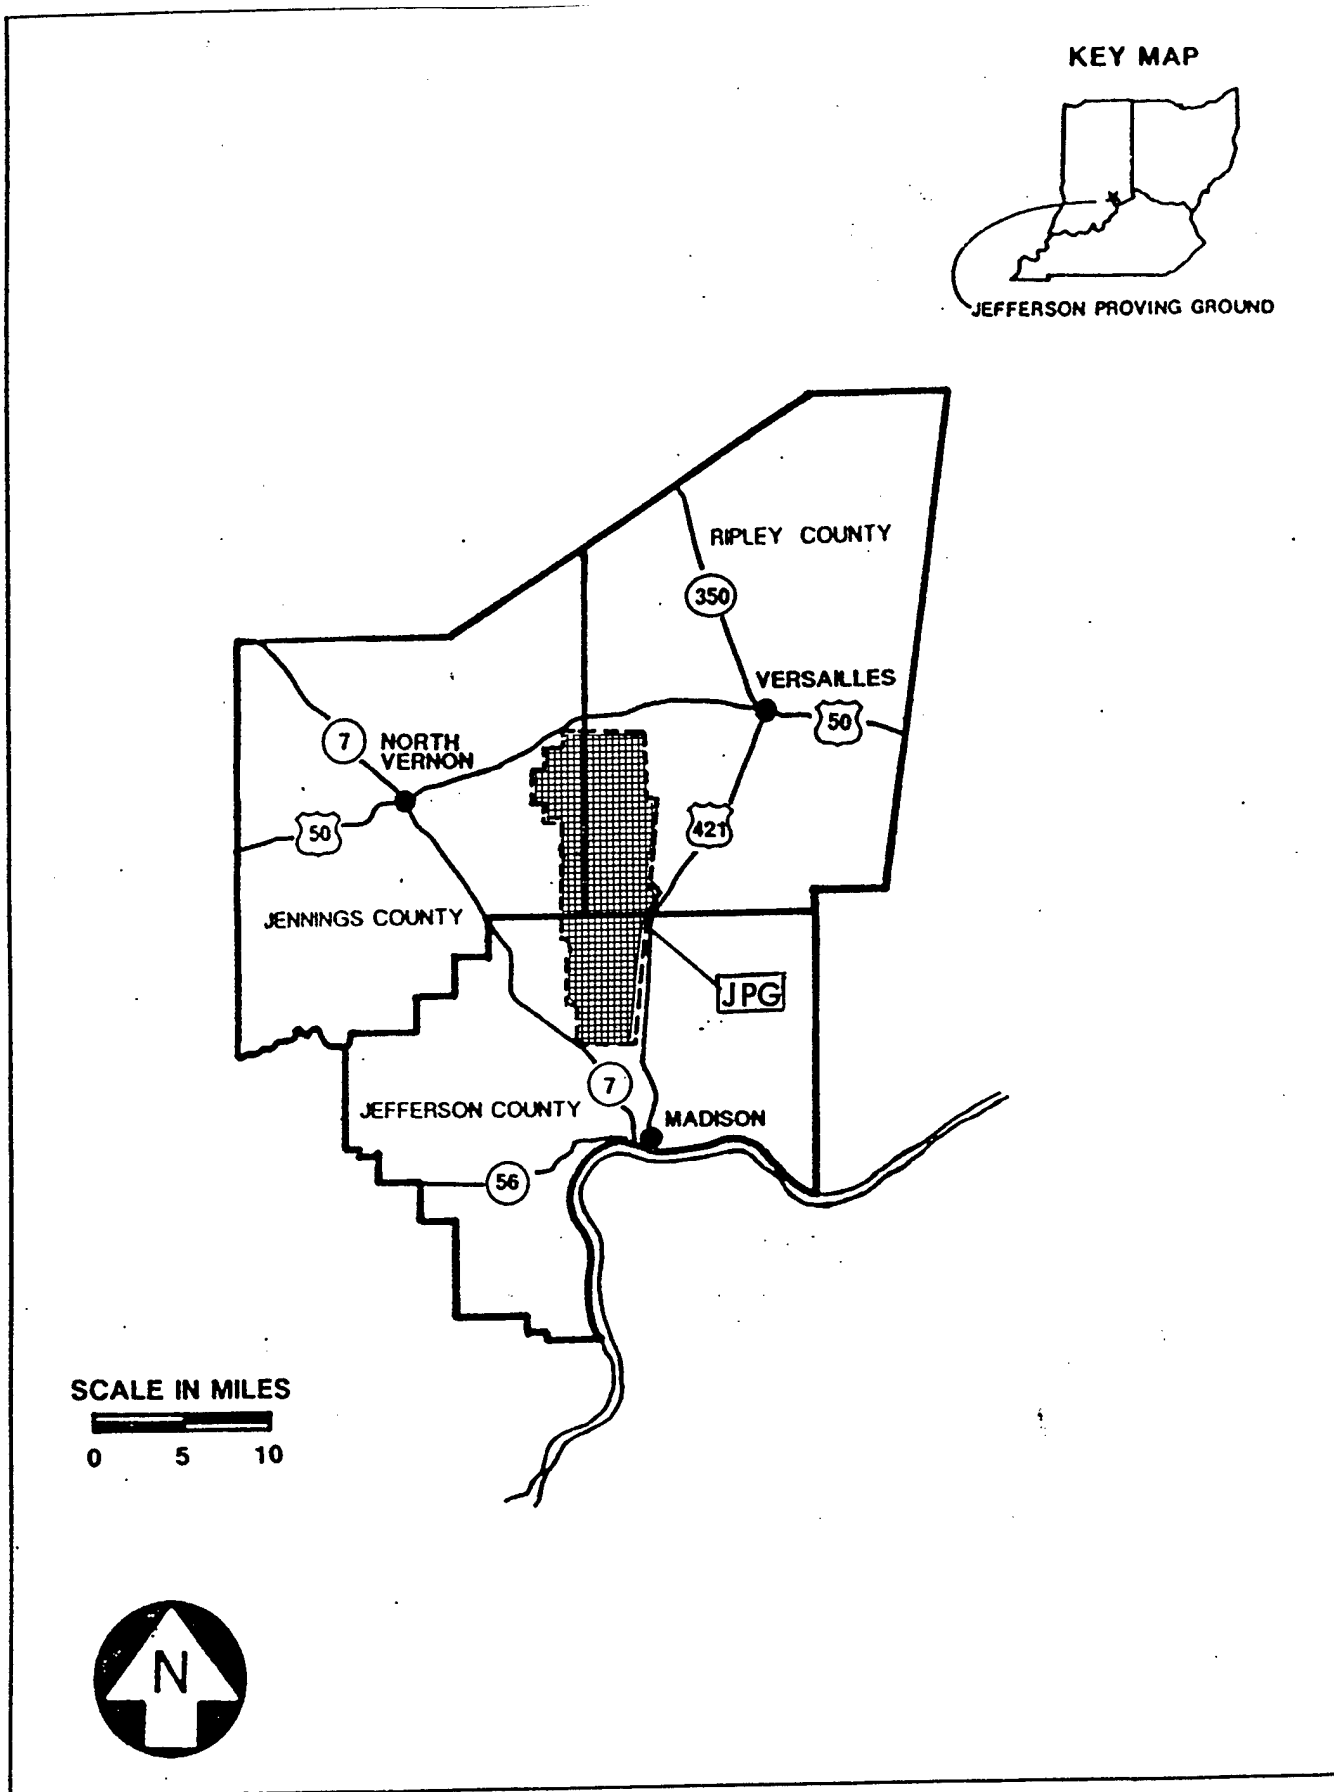 KEY MAP
JEFFERSON PROVING GROUND
RIPLEY COUNTY
350
VERSAILLES
50
7
NORTH
VERNON
421
50
JENNINGS COUNTY
JPG
7
JEFFERSON COUNTY
MADISON
56
SCALE IN MILES
0 5 10
N